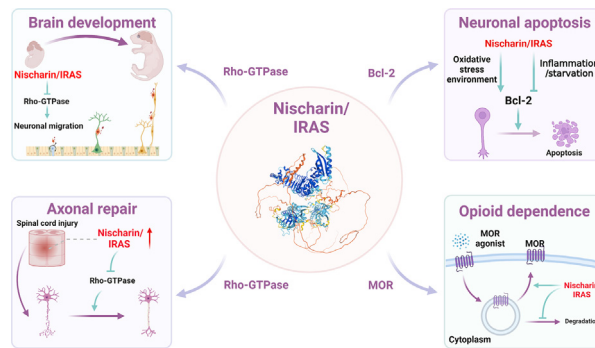 Brain development
Nischarin/IRAS
Rho-GTPase
Neuronal migration
Rho-GTPase
Bcl-2
Neuronal apoptosis
Nischarin/IRAS
Oxidative
stress
environment
Inflammation
/starvation
Bcl-2
Apoptosis
Nischarin/
IRAS
Axonal repair
Spinal cord injury
Nischarin/
IRAS
Rho-GTPase
Rho-GTPase
MOR
Opioid dependence
MOR
agonist
MOR
Nischarin/
IRAS
Degradation
Cytoplasm